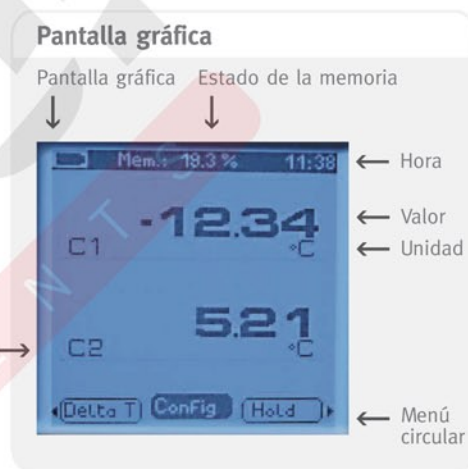 Pantalla gráfica
Pantalla gráfica Estado de la memoria
Mem.: 19.3 % 11:38
Hora
-12.34
Valor
C1 °C
Unidad
5.21
C2 °C
Delta T Config Hold
Menú
circular